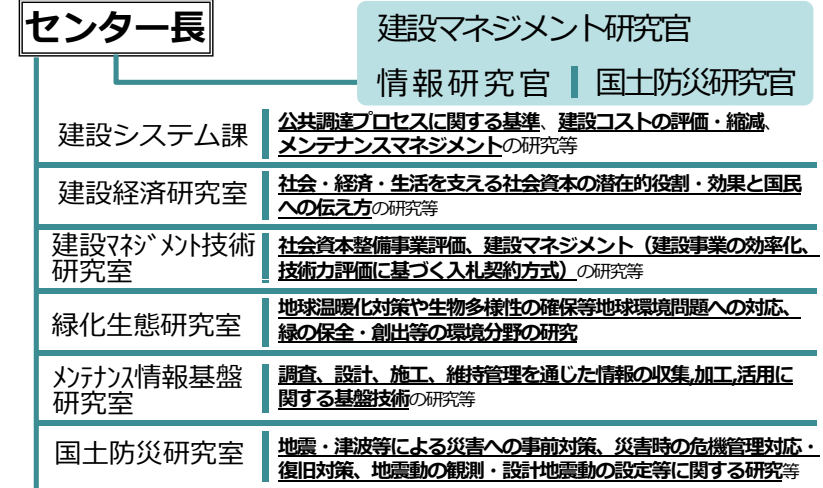 センター長
建設マネジメント研究官
情報研究官 国土防災研究官
建設システム課
公共調達プロセスに関する基準、建設コストの評価・縮減、
メンテナンスマネジメントの研究等
建設経済研究室
社会・経済・生活を支える社会資本の潜在的役割・効果と国民
への伝え方の研究等
建設ﾏﾈｼﾞﾒﾝﾄ技術
研究室
社会資本整備事業評価、建設マネジメント（建設事業の効率化、
技術力評価に基づく入札契約方式）の研究等
緑化生態研究室
地球温暖化対策や生物多様性の確保等地球環境問題への対応、
緑の保全・創出等の環境分野の研究
ﾒﾝﾃﾅﾝｽ情報基盤
研究室
調査、設計、施工、維持管理を通じた情報の収集,加工,活用に
関する基盤技術の研究等
国土防災研究室
地震・津波等による災害への事前対策、災害時の危機管理対応・
復旧対策、地震動の観測・設計地震動の設定等に関する研究等